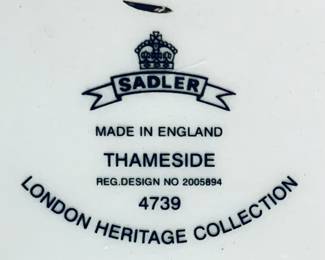 SADLER
MADE IN ENGLAND
THAMESIDE
REG.DESIGN NO 2005894
4739
LONDON HERITAGE COLLECTION